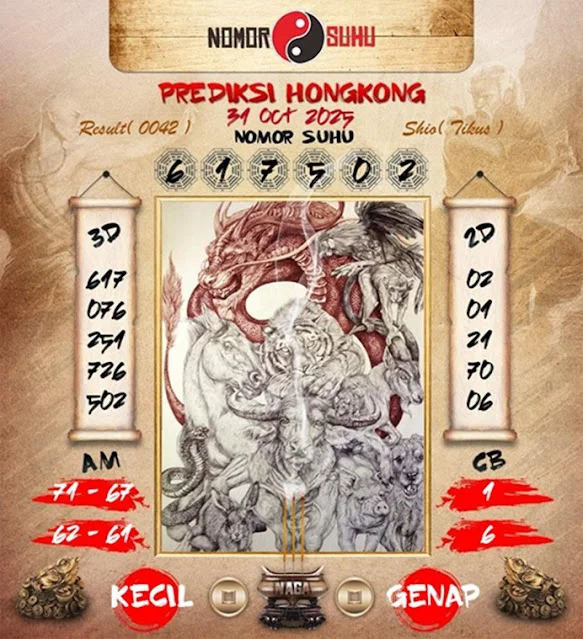 NOMOR SUHU
PREDIKSI HONGKONG
31 OCT 2025
Result( 0042 )
NOMOR SUHU
Shio( Tikus )
6 1 7 5 0 2
3D
617
076
251
726
502
2D
02
01
21
70
06
AM
71 - 67
62 - 61
CB
1
6
KECIL
NAGA
GENAP